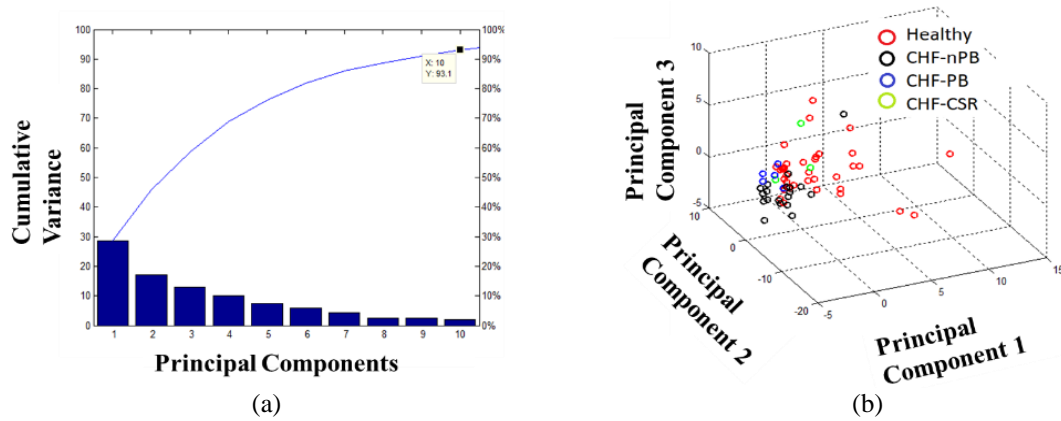 100
90
80
70
60
50
40
30
20
10
0
100%
90%
80%
70%
60%
50%
40%
30%
20%
10%
0%
X: 10
Y: 93.1
1 2 3 4 5 6 7 8 9 10
Cumulative
Variance
Principal Components
(a)
Healthy
CHF-nPB
CHF-PB
CHF-CSR
10
5
0
-5
10
0
-10
-20
-5
0
5
10
15
Principal
Component 3
Principal
Component 2
Principal
Component 1
(b)